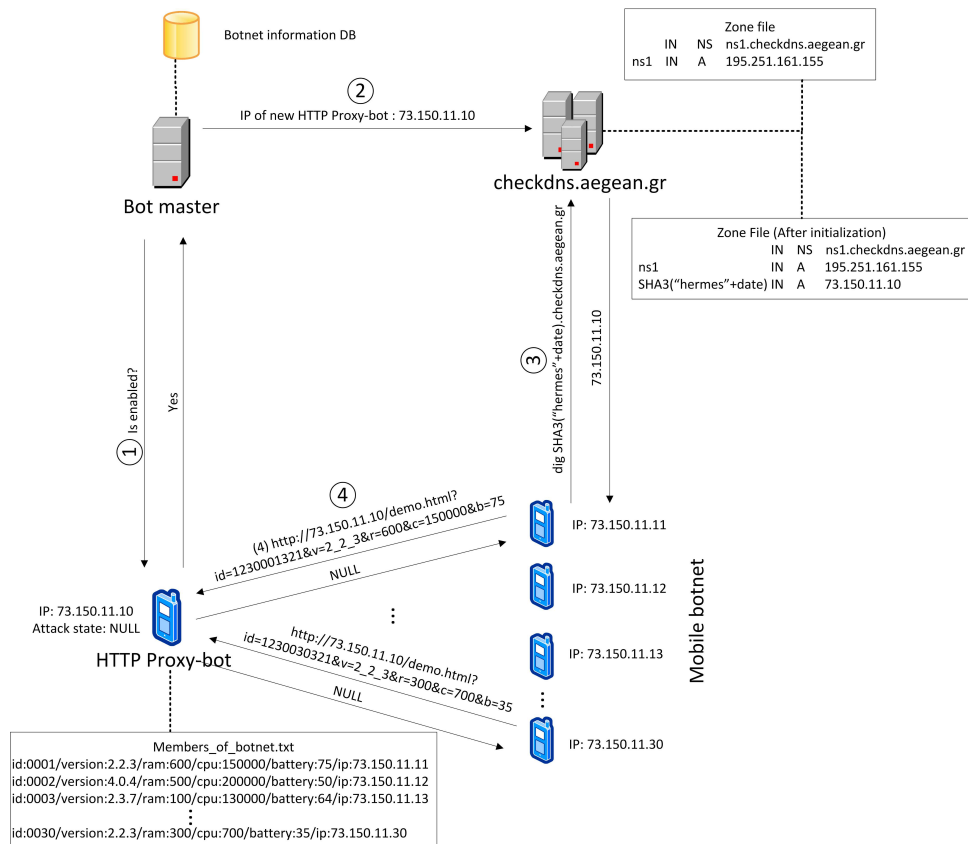 Botnet information DB
Zone file
IN NS ns1.checkdns.aegean.gr
ns1 IN A 195.251.161.155
2
IP of new HTTP Proxy-bot : 73.150.11.10
checkdns.aegean.gr
Bot master
Zone File (After initialization)
IN NS ns1.checkdns.aegean.gr
ns1 IN A 195.251.161.155
SHA3("hermes"+date) IN A 73.150.11.10
1
Is enabled?
Yes
3
dig SHA3("hermes"+date).checkdns.aegean.gr
73.150.11.10
4
(4) http://73.150.11.10/demo.html?
id=1230001321&v=2_2_3&r=600&c=150000&b=75
NULL
IP: 73.150.11.11
IP: 73.150.11.12
IP: 73.150.11.13
IP: 73.150.11.30
Mobile botnet
IP: 73.150.11.10
Attack state: NULL
HTTP Proxy-bot
http://73.150.11.10/demo.html?
id=1230030321&v=2_2_3&r=300&c=700&b=35
NULL
Members_of_botnet.txt
id:0001/version:2.2.3/ram:600/cpu:150000/battery:75/ip:73.150.11.11
id:0002/version:4.0.4/ram:500/cpu:200000/battery:50/ip:73.150.11.12
id:0003/version:2.3.7/ram:100/cpu:130000/battery:64/ip:73.150.11.13
id:0030/version:2.2.3/ram:300/cpu:700/battery:35/ip:73.150.11.30